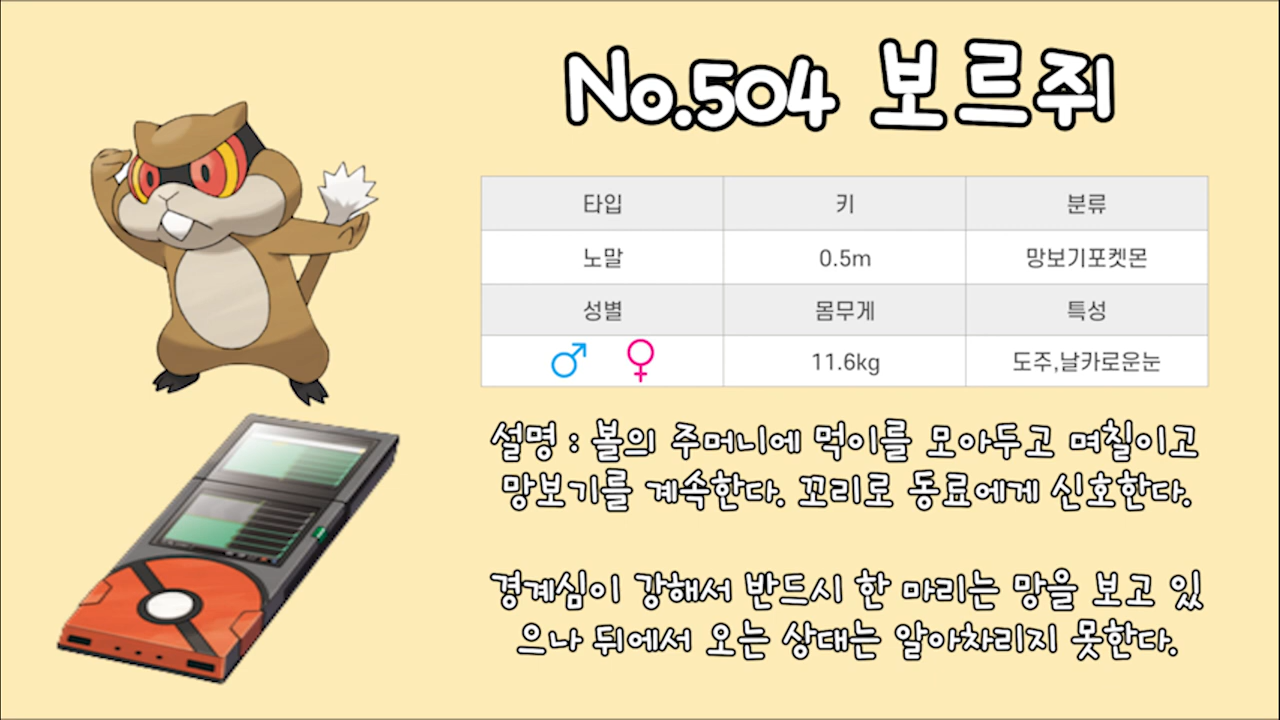 No.504 보르쥐
타입 키 분류
노말 0.5m 망보기포켓몬
성별 몸무게 특성
♂ ♀ 11.6kg 도주,날카로운눈
설명 : 볼의 주머니에 먹이를 모아두고 며칠이고
망보기를 계속한다. 꼬리로 동료에게 신호한다.
경계심이 강해서 반드시 한 마리는 망을 보고 있
으나 뒤에서 오는 상대는 알아차리지 못한다.